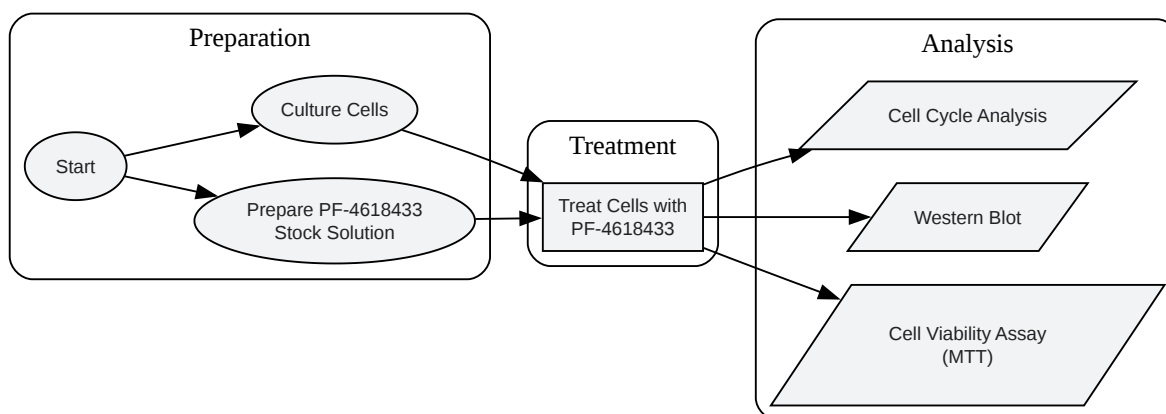 Preparation
Start
Culture Cells
Prepare PF-4618433
Stock Solution
Treatment
Treat Cells with
PF-4618433
Analysis
Cell Cycle Analysis
Western Blot
Cell Viability Assay
(MTT)